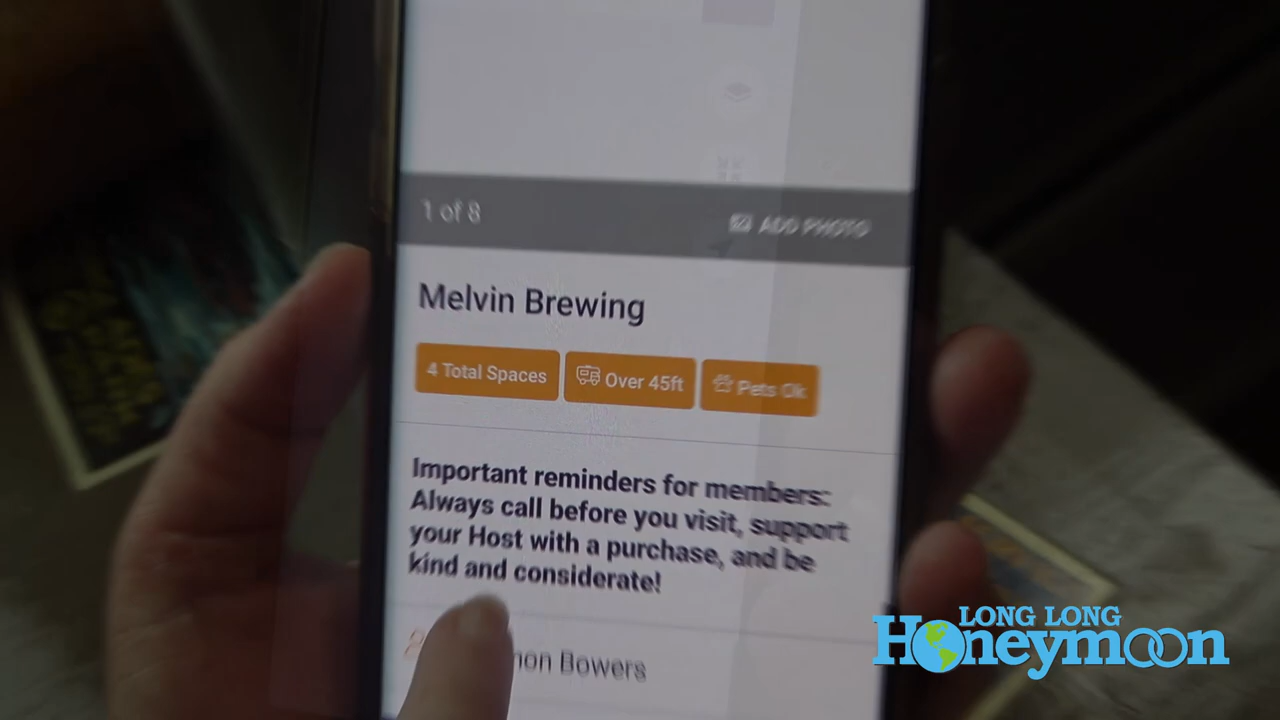 1 of 8
ADD PHOTO
Melvin Brewing
4 Total Spaces
Over 45ft
Pets Ok
Important reminders for members:
Always call before you visit, support
your Host with a purchase, and be
kind and considerate!
Bowers
LONG LONG
Honeymoon